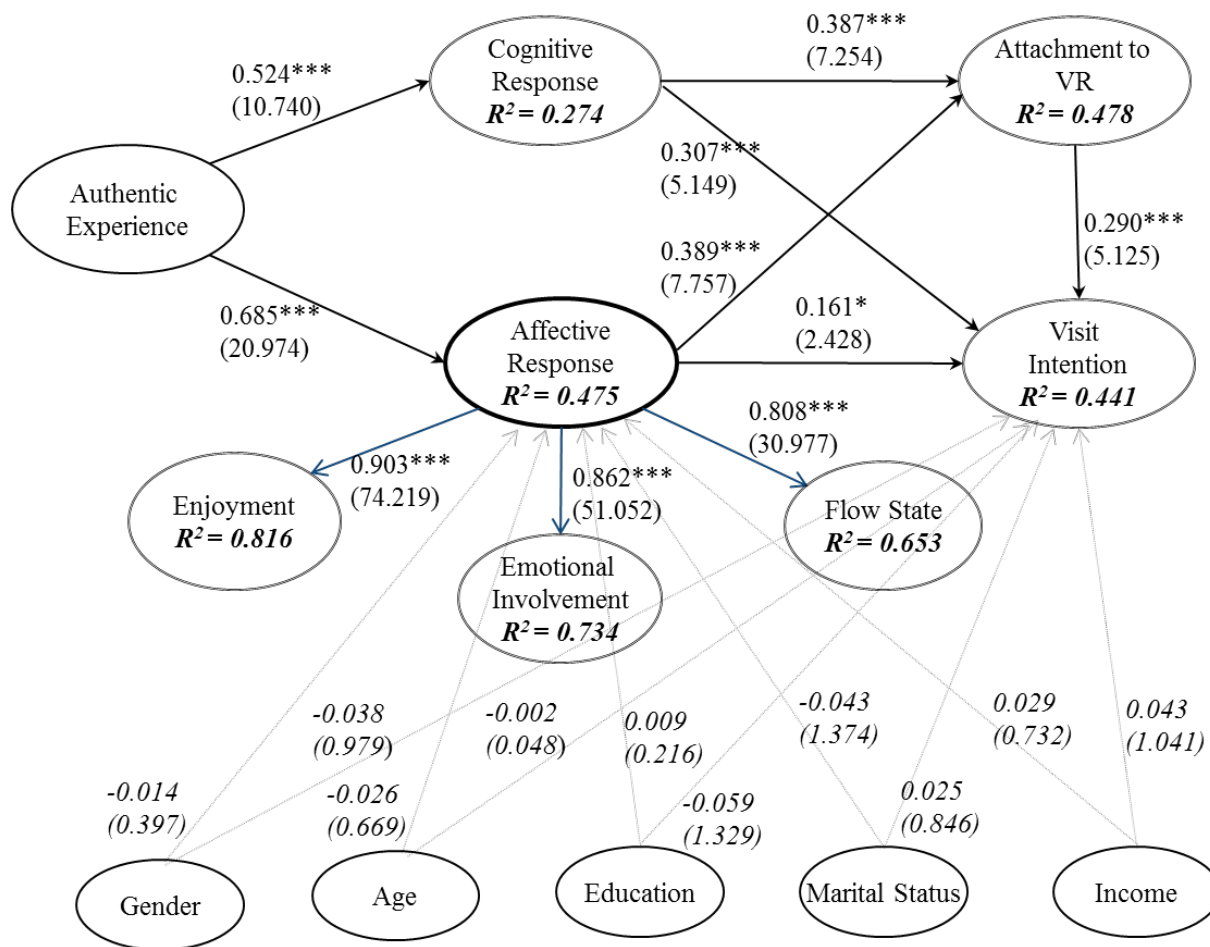 0.524***
(10.740)
Cognitive
Response
R² = 0.274
0.387***
(7.254)
Attachment to
VR
R² = 0.478
Authentic
Experience
0.307***
(5.149)
0.389***
(7.757)
0.290***
(5.125)
0.685***
(20.974)
Affective
Response
R² = 0.475
0.161*
(2.428)
Visit
Intention
R² = 0.441
0.903***
(74.219)
0.862***
(51.052)
0.808***
(30.977)
Enjoyment
R² = 0.816
Emotional
Involvement
R² = 0.734
Flow State
R² = 0.653
-0.038
(0.979)
-0.002
(0.048)
0.009
(0.216)
-0.043
(1.374)
0.029
(0.732)
0.043
(1.041)
-0.014
(0.397)
-0.026
(0.669)
-0.059
(1.329)
0.025
(0.846)
Gender
Age
Education
Marital Status
Income